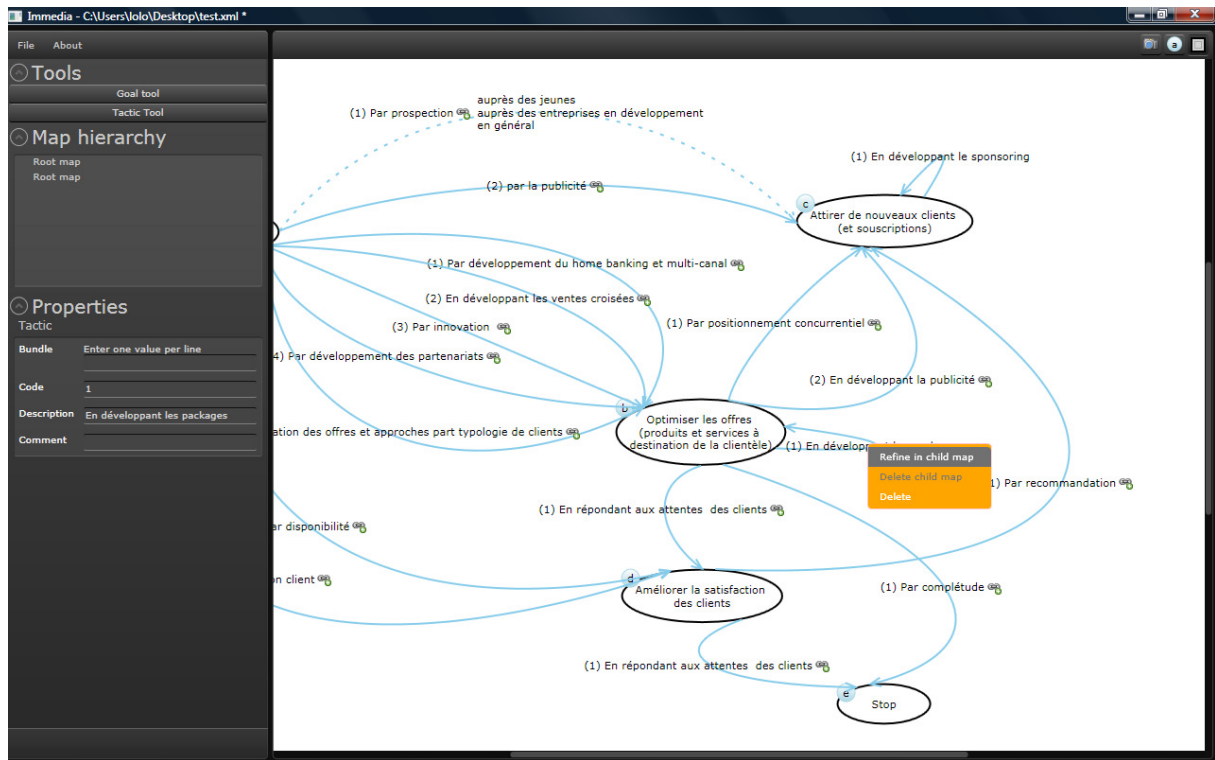 Immedia - C:\Users\lolo\Desktop\test.xml *
File About
a
Tools
Goal tool
Tactic Tool
Map hierarchy
Root map
Root map
Properties
Tactic
Bundle Enter one value per line
Code 1
Description En développant les packages
Comment
(1) Par prospection
auprès des jeunes
auprès des entreprises en développement
en général
(1) En développant le sponsoring
(2) par la publicité
c
Attirer de nouveaux clients
(et souscriptions)
(1) Par développement du home banking et multi-canal
(2) En développant les ventes croisées
(3) Par innovation
(1) Par positionnement concurrentiel
4) Par développement des partenariats
(2) En développant la publicité
b
Optimiser les offres
(produits et services à
destination de la clientèle)
ation des offres et approches part typologie de clients
(1) En développ
Refine in child map
Delete child map
Delete
1) Par recommandation
(1) En répondant aux attentes des clients
ar disponibilité
on client
d
Améliorer la satisfaction
des clients
(1) Par complétude
(1) En répondant aux attentes des clients
e
Stop